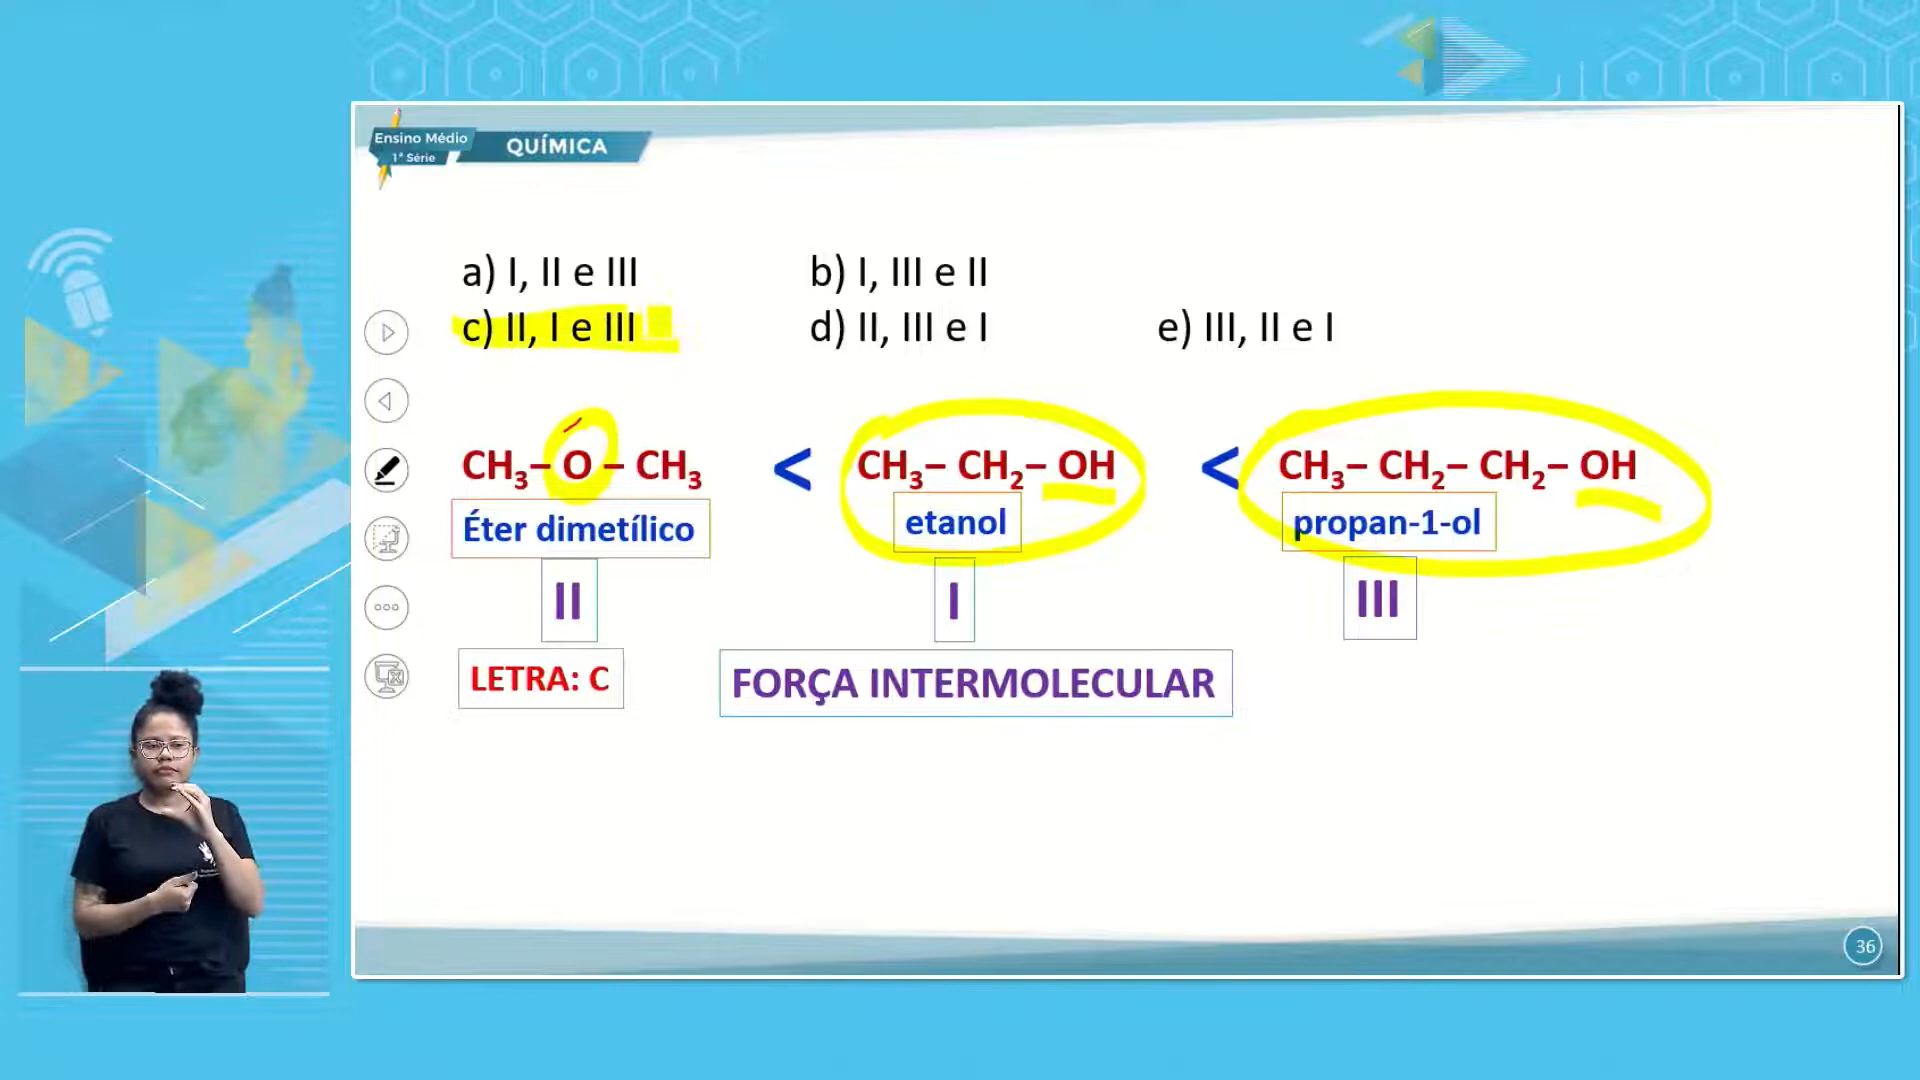 Ensino Médio
1ª Série
QUÍMICA
a) I, II e III
b) I, III e II
c) II, I e III
d) II, III e I
e) III, II e I
CH₃– O – CH₃ < CH₃– CH₂– OH < CH₃– CH₂– CH₂– OH
Éter dimetílico
etanol
propan-1-ol
II
I
III
LETRA: C
FORÇA INTERMOLECULAR
36